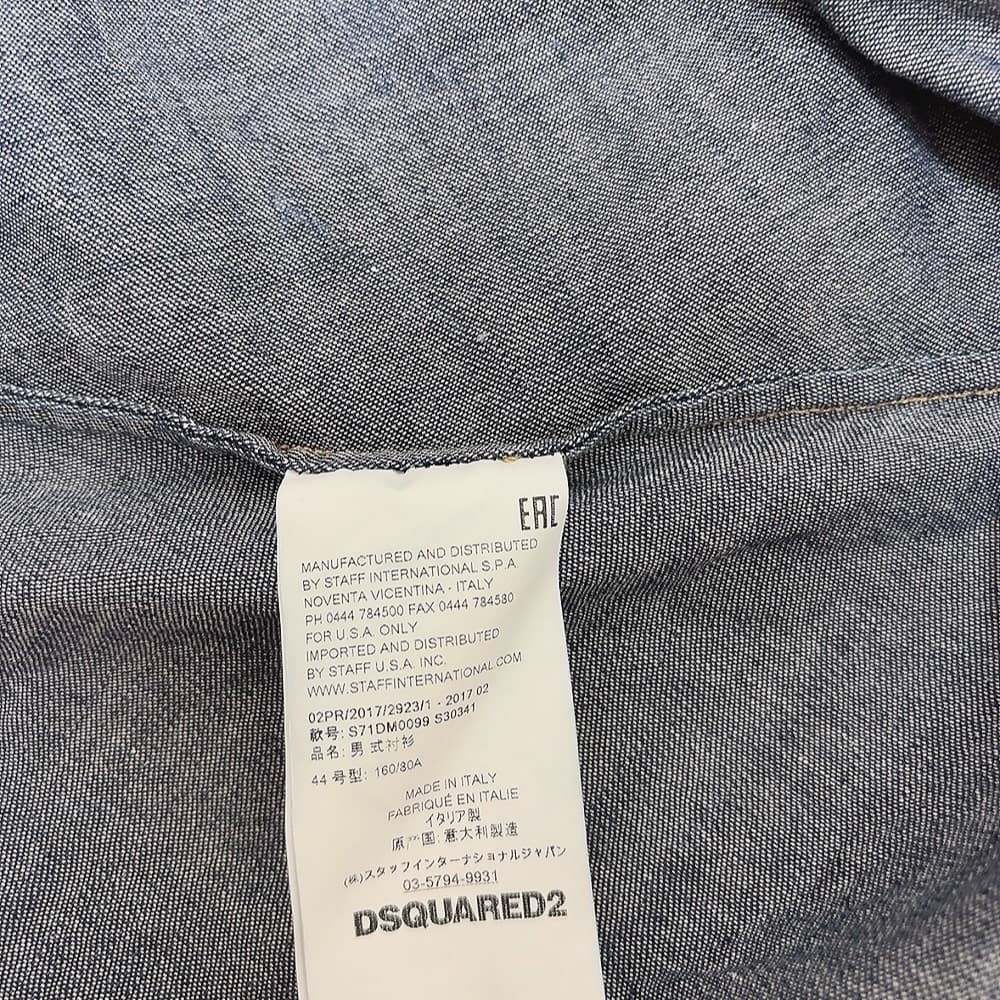 EAC
MANUFACTURED AND DISTRIBUTED
BY STAFF INTERNATIONAL S.P.A.
NOVENTA VICENTINA - ITALY
PH 0444 784500 FAX 0444 784580
FOR U.S.A. ONLY
IMPORTED AND DISTRIBUTED
BY STAFF U.S.A. INC.
WWW.STAFFINTERNATIONAL.COM
02PR/2017/2923/1 - 2017 02
款号: S71DM0099 S30341
品名: 男 式衬衫
44 号型: 160/80A
MADE IN ITALY
FABRIQUÉ EN ITALIE
イタリア製
原产国: 意大利製造
(株)スタッフインターナショナルジャパン
03-5794-9931
DSQUARED2